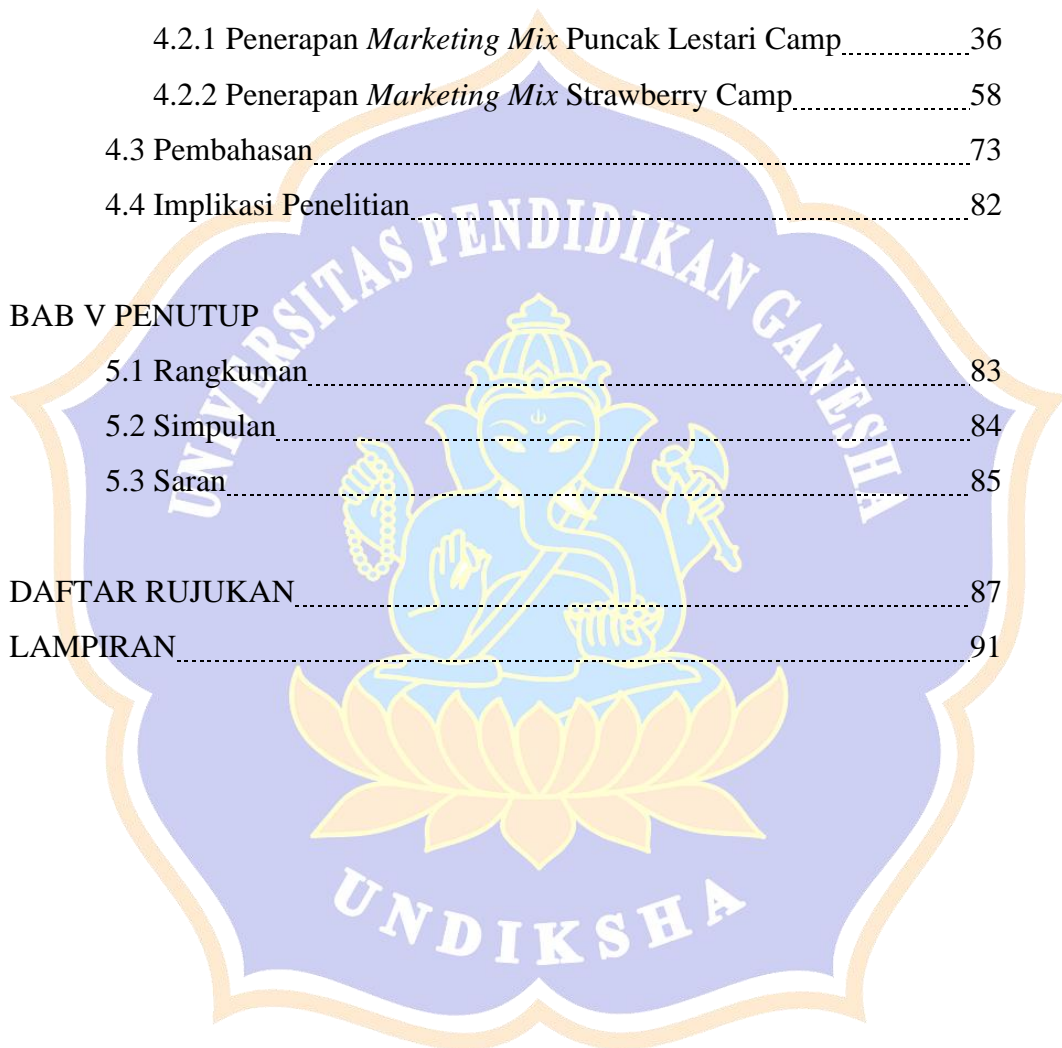 4.2.1 Penerapan Marketing Mix Puncak Lestari Camp 36
4.2.2 Penerapan Marketing Mix Strawberry Camp 58
4.3 Pembahasan 73
4.4 Implikasi Penelitian 82
UNIVERSITAS PENDIDIKAN GANESHA
BAB V PENUTUP
5.1 Rangkuman 83
5.2 Simpulan 84
5.3 Saran 85
DAFTAR RUJUKAN 87
LAMPIRAN 91
UNDIKSHA